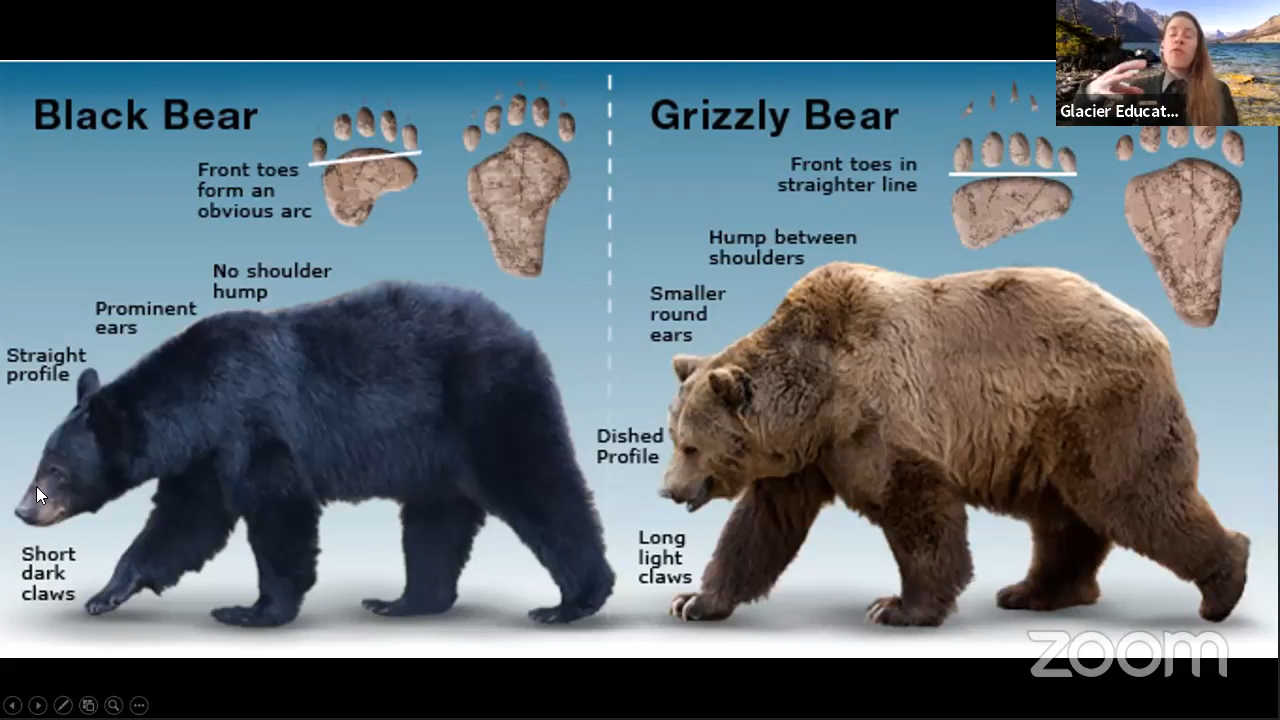 Black Bear
Front toes
form an
obvious arc
No shoulder
hump
Prominent
ears
Straight
profile
Short
dark
claws
Grizzly Bear
Front toes in
straighter line
Hump between
shoulders
Smaller
round
ears
Dished
Profile
Long
light
claws
Glacier Educat...
zoom